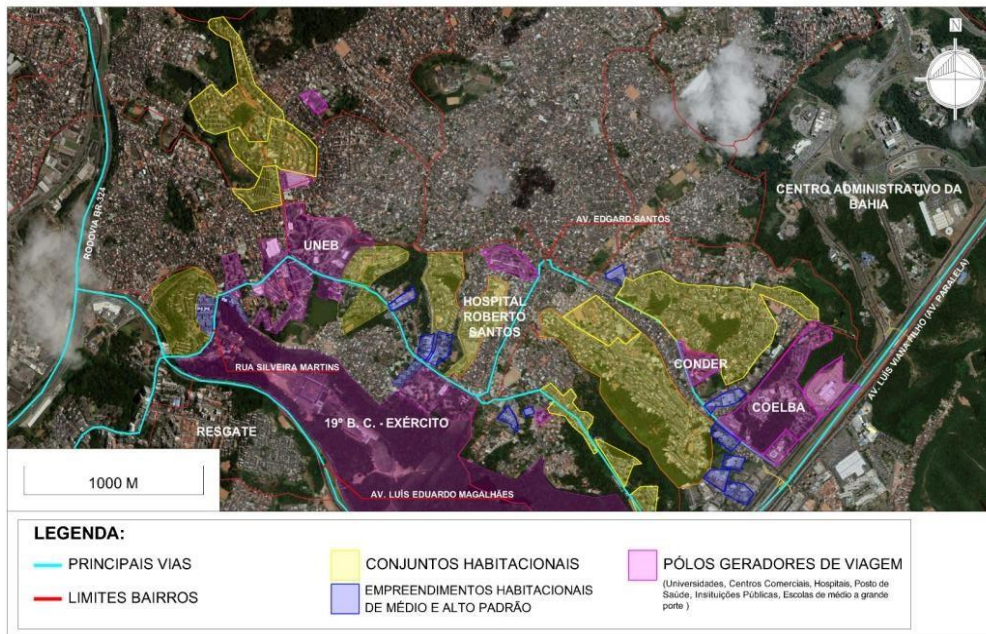 N
CENTRO ADMINISTRATIVO DA
BAHIA
AV. EDGARD SANTOS
RODOVIA BR-324
UNEB
HOSPITAL
ROBERTO
SANTOS
AV. LUÍS VIANA FILHO (AV. PARALELA)
CONDER
RUA SILVEIRA MARTINS
COELBA
19º B. C. - EXÉRCITO
RESGATE
1000 M
AV. LUÍS EDUARDO MAGALHÃES
LEGENDA:
PRINCIPAIS VIAS
LIMITES BAIRROS
CONJUNTOS HABITACIONAIS
EMPREENDIMENTOS HABITACIONAIS
DE MÉDIO E ALTO PADRÃO
PÓLOS GERADORES DE VIAGEM
(Universidades, Centros Comerciais, Hospitais, Posto de
Saúde, Instituições Públicas, Escolas de médio a grande
porte )